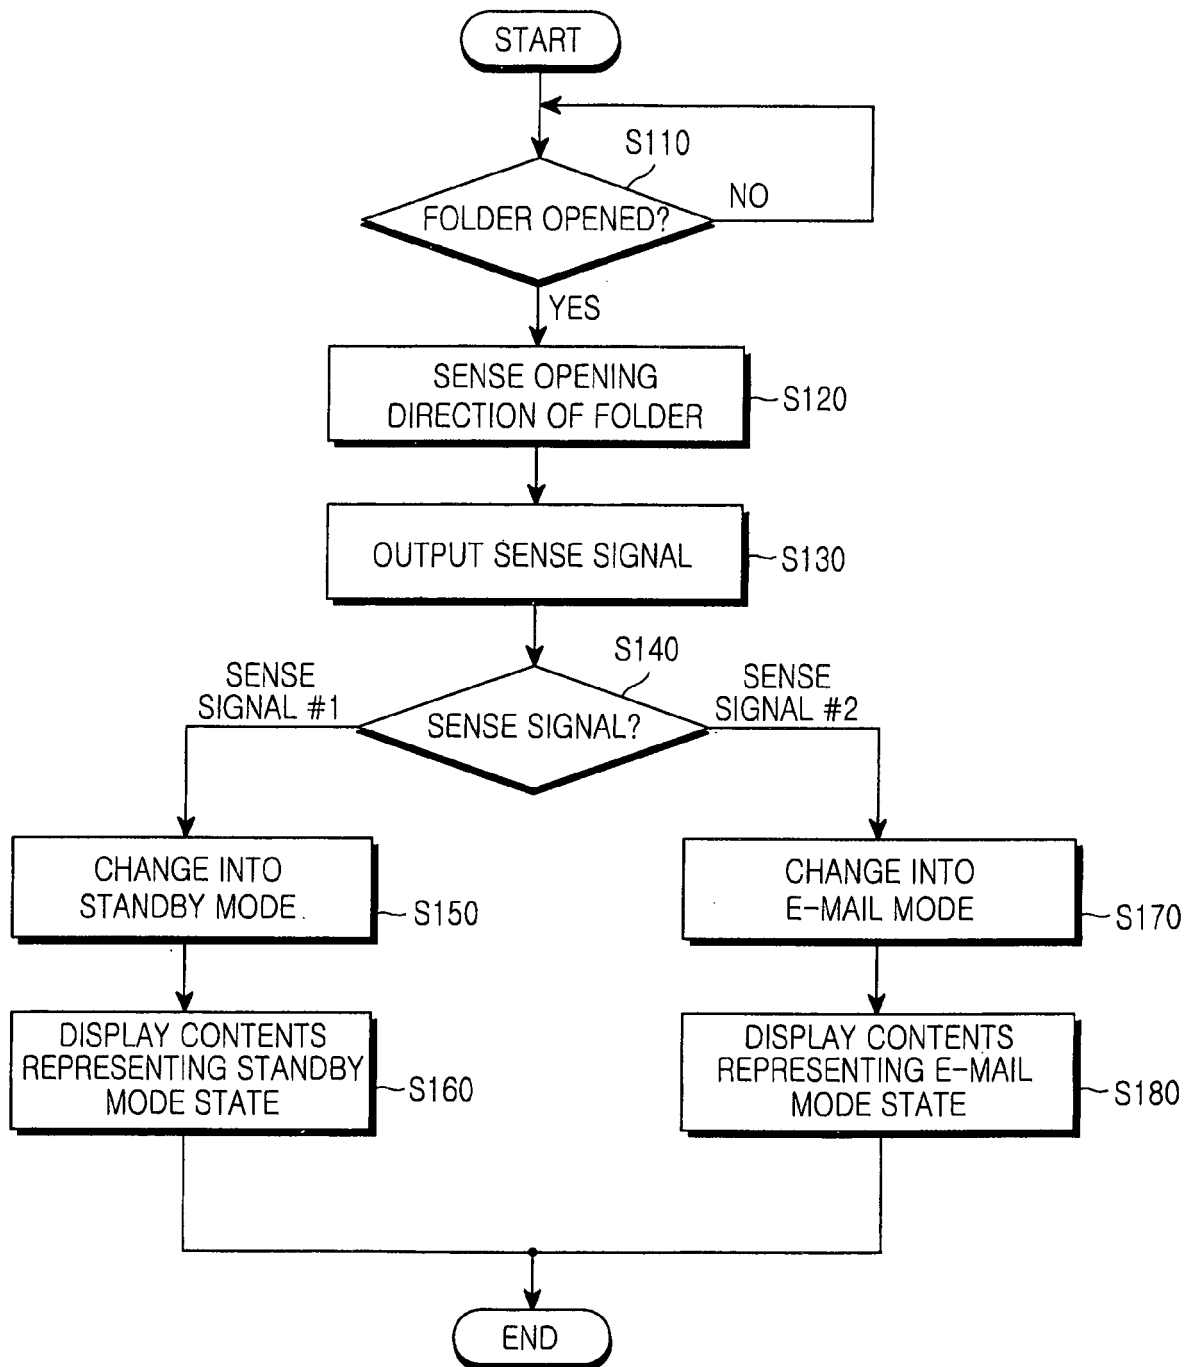 START
S110
FOLDER OPENED?
NO
YES
SENSE OPENING
DIRECTION OF FOLDER
S120
OUTPUT SENSE SIGNAL
S130
S140
SENSE
SIGNAL #1
SENSE SIGNAL?
SENSE
SIGNAL #2
CHANGE INTO
STANDBY MODE
S150
CHANGE INTO
E-MAIL MODE
S170
DISPLAY CONTENTS
REPRESENTING STANDBY
MODE STATE
S160
DISPLAY CONTENTS
REPRESENTING E-MAIL
MODE STATE
S180
END